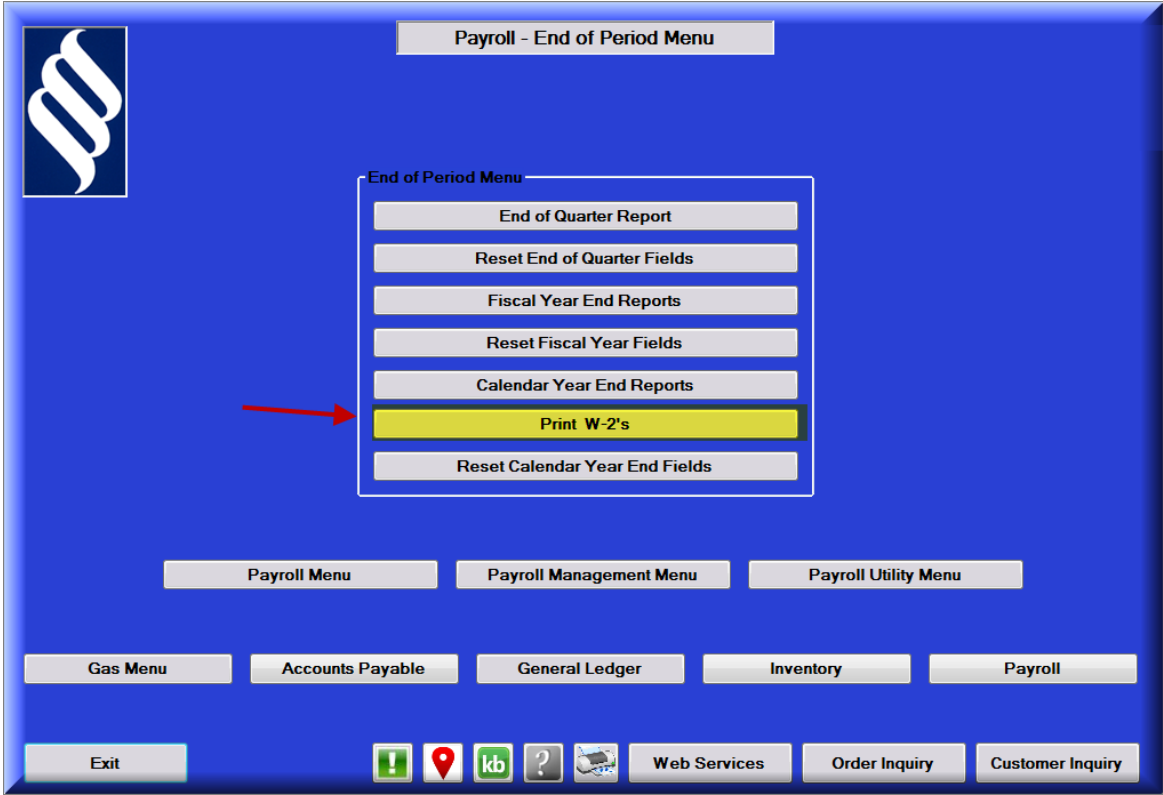 Payroll - End of Period Menu
End of Period Menu
End of Quarter Report
Reset End of Quarter Fields
Fiscal Year End Reports
Reset Fiscal Year Fields
Calendar Year End Reports
Print W-2's
Reset Calendar Year End Fields
Payroll Menu Payroll Management Menu Payroll Utility Menu
Gas Menu Accounts Payable General Ledger Inventory Payroll
Exit ! kb ? Web Services Order Inquiry Customer Inquiry